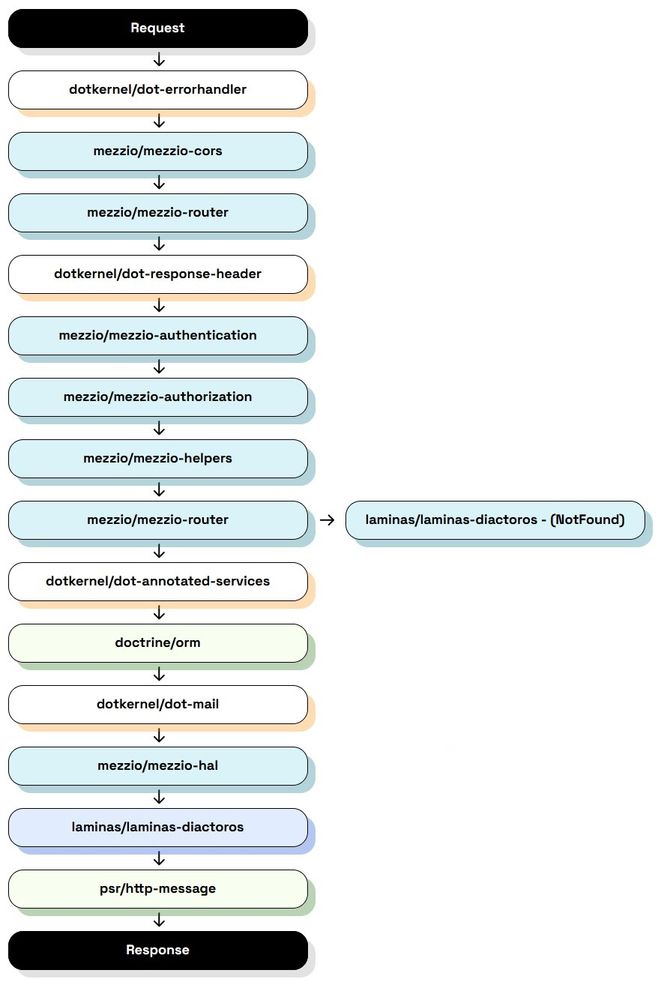 Request
dotkernel/dot-errorhandler
mezzio/mezzio-cors
mezzio/mezzio-router
dotkernel/dot-response-header
mezzio/mezzio-authentication
mezzio/mezzio-authorization
mezzio/mezzio-helpers
mezzio/mezzio-router
laminas/laminas-diactoros - (NotFound)
dotkernel/dot-annotated-services
doctrine/orm
dotkernel/dot-mail
mezzio/mezzio-hal
laminas/laminas-diactoros
psr/http-message
Response